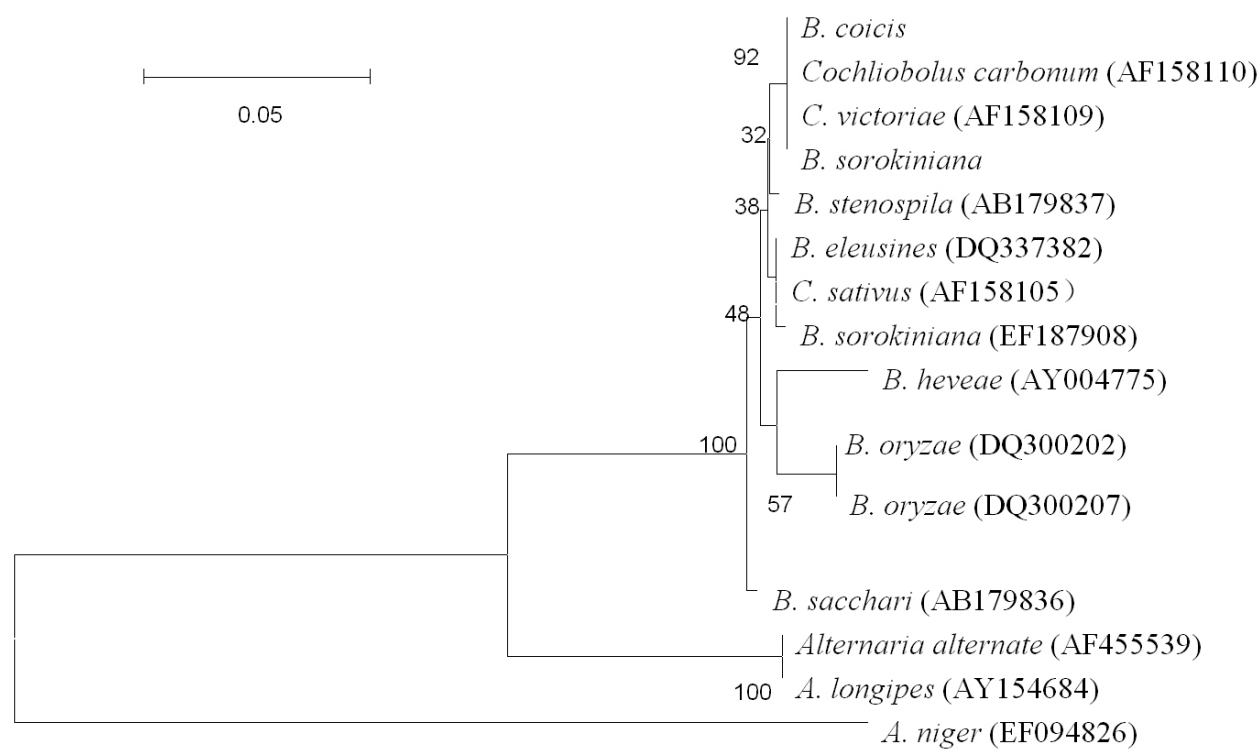 B. coicis
92
Cochliobolus carbonum (AF158110)
0.05
C. victoriae (AF158109)
32
B. sorokiniana
38
B. stenospila (AB179837)
B. eleusines (DQ337382)
C. sativus (AF158105）
48
B. sorokiniana (EF187908)
B. heveae (AY004775)
100
B. oryzae (DQ300202)
57
B. oryzae (DQ300207)
B. sacchari (AB179836)
Alternaria alternate (AF455539)
100
A. longipes (AY154684)
A. niger (EF094826)